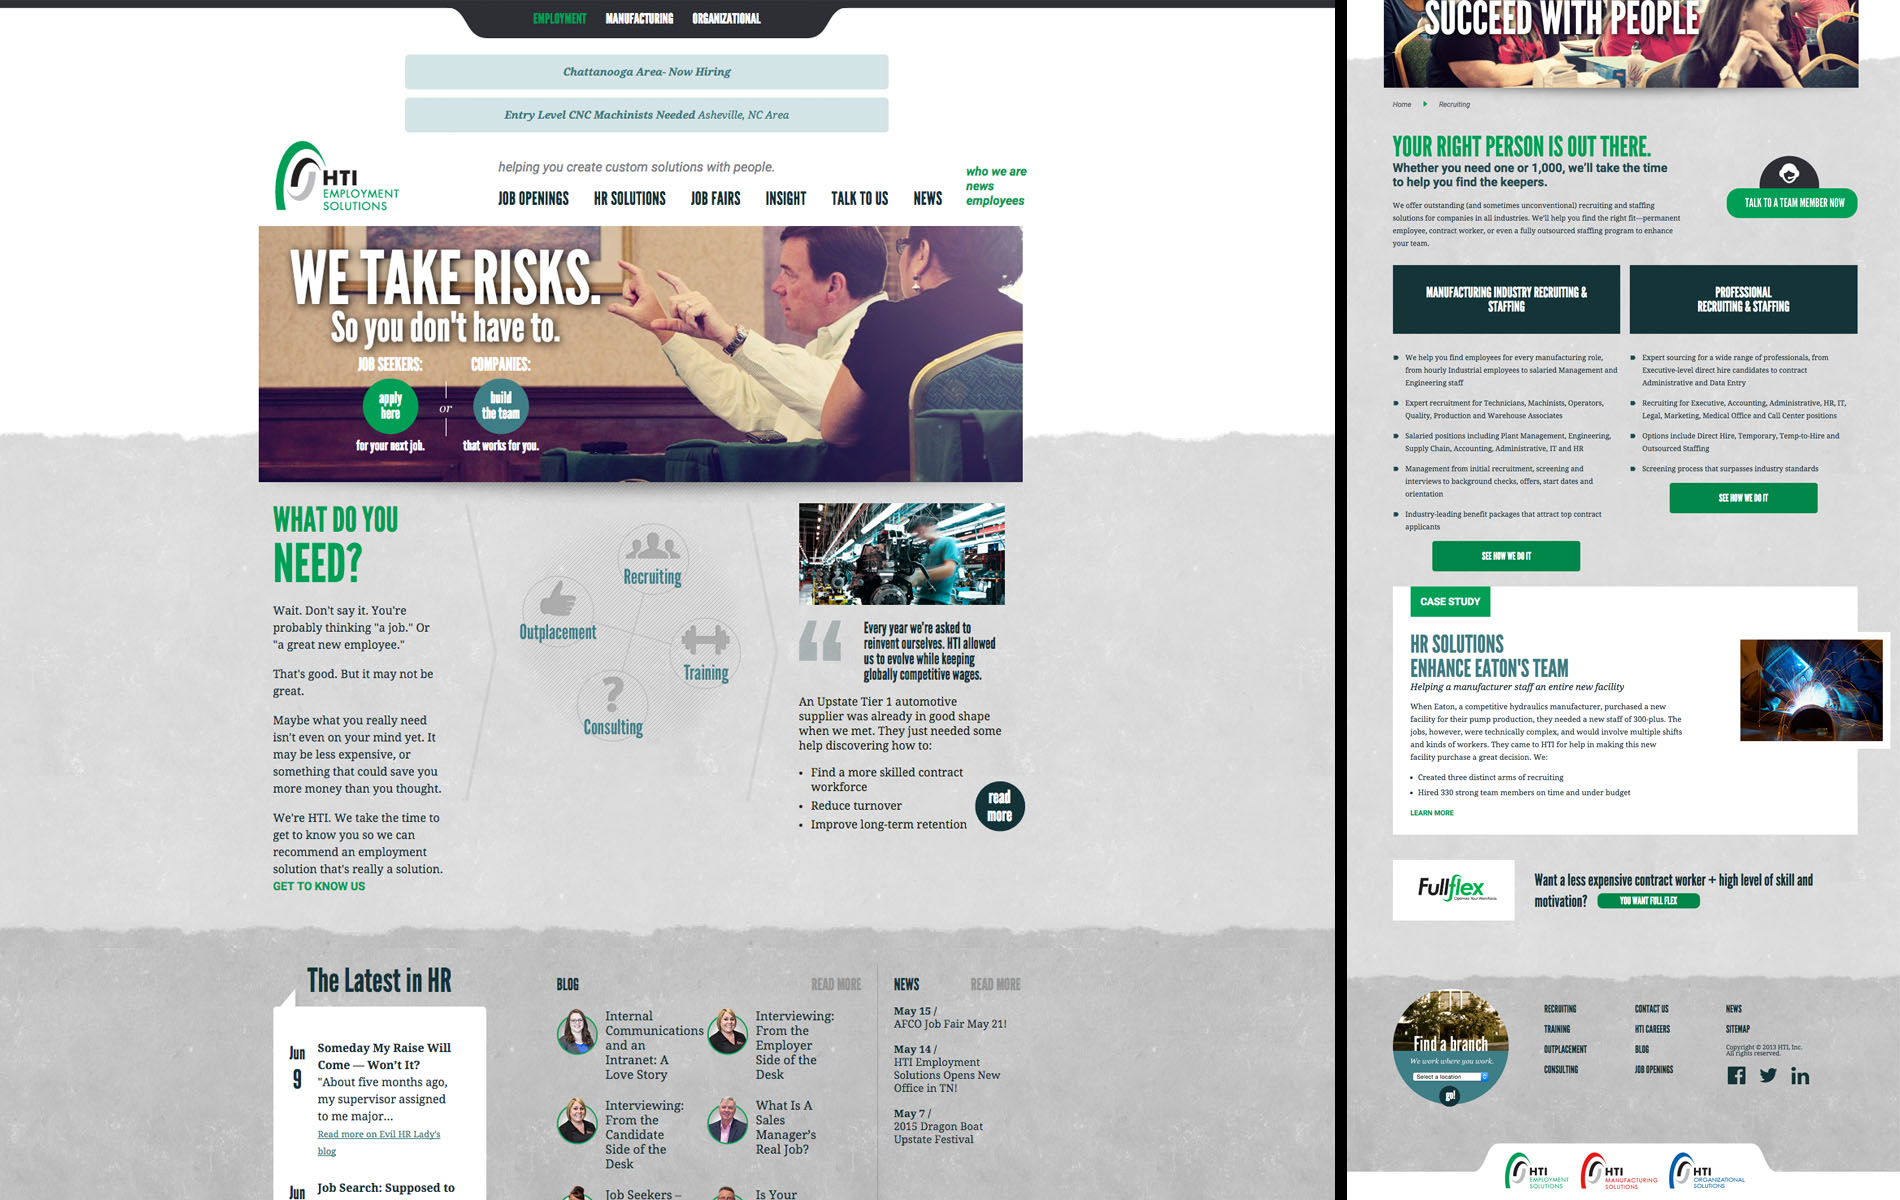 EMPLOYMENT MANUFACTURING ORGANIZATIONAL
Chattanooga Area- Now Hiring
Entry Level CNC Machinists Needed Asheville, NC Area
HTI
EMPLOYMENT
SOLUTIONS
helping you create custom solutions with people.
JOB OPENINGS HR SOLUTIONS JOB FAIRS INSIGHT TALK TO US NEWS
who we are
news
employees
WE TAKE RISKS.
So you don't have to.
JOB SEEKERS:
apply
here
for your next job.
or
COMPANIES:
build
the team
that works for you.
WHAT DO YOU
NEED?
Wait. Don't say it. You're
probably thinking "a job." Or
"a great new employee."
That's good. But it may not be
great.
Maybe what you really need
isn't even on your mind yet. It
may be less expensive, or
something that could save you
more money than you thought.
We're HTI. We take the time to
get to know you so we can
recommend an employment
solution that's really a solution.
GET TO KNOW US
Recruiting
Outplacement
Training
?
Consulting
“
Every year we're asked to
reinvent ourselves. HTI allowed
us to evolve while keeping
globally competitive wages.
An Upstate Tier 1 automotive
supplier was already in good shape
when we met. They just needed some
help discovering how to:
• Find a more skilled contract
workforce
• Reduce turnover
• Improve long-term retention
read
more
The Latest in HR
Jun
9
Someday My Raise Will
Come — Won't It?
"About five months ago,
my supervisor assigned
to me major...
Read more on Evil HR Lady's
blog
Jun
Job Search: Supposed to
BLOG
READ MORE
Internal
Communications
and an
Intranet: A
Love Story
Interviewing:
From the
Employer
Side of the
Desk
Interviewing:
From the
Candidate
Side of the
Desk
What Is A
Sales
Manager's
Real Job?
Job Seekers –
Is Your
NEWS
READ MORE
May 15 /
AFCO Job Fair May 21!
May 14 /
HTI Employment
Solutions Opens New
Office in TN!
May 7 /
2015 Dragon Boat
Upstate Festival
SUCCEED WITH PEOPLE
Home Recruiting
YOUR RIGHT PERSON IS OUT THERE.
Whether you need one or 1,000, we'll take the time
to help you find the keepers.
We offer outstanding (and sometimes unconventional) recruiting and staffing
solutions for companies in all industries. We'll help you find the right fit—permanent
employee, contract worker, or even a fully outsourced staffing program to enhance
your team.
TALK TO A TEAM MEMBER NOW
MANUFACTURING INDUSTRY RECRUITING &
STAFFING
We help you find employees for every manufacturing role,
from hourly Industrial employees to salaried Management and
Engineering staff
Expert recruitment for Technicians, Machinists, Operators,
Quality, Production and Warehouse Associates
Salaried positions including Plant Management, Engineering,
Supply Chain, Accounting, Administrative, IT and HR
Management from initial recruitment, screening and
interviews to background checks, offers, start dates and
orientation
Industry-leading benefit packages that attract top contract
applicants
SEE HOW WE DO IT
PROFESSIONAL
RECRUITING & STAFFING
Expert sourcing for a wide range of professionals, from
Executive-level direct hire candidates to contract
Administrative and Data Entry
Recruiting for Executive, Accounting, Administrative, HR, IT,
Legal, Marketing, Medical Office and Call Center positions
Options include Direct Hire, Temporary, Temp-to-Hire and
Outsourced Staffing
Screening process that surpasses industry standards
SEE HOW WE DO IT
CASE STUDY
HR SOLUTIONS
ENHANCE EATON'S TEAM
Helping a manufacturer staff an entire new facility
When Eaton, a competitive hydraulics manufacturer, purchased a new
facility for their pump production, they needed a new staff of 300-plus. The
jobs, however, were technically complex, and would involve multiple shifts
and kinds of workers. They came to HTI for help in making this new
facility purchase a great decision. We:
• Created three distinct arms of recruiting
• Hired 330 strong team members on time and under budget
LEARN MORE
Fullflex
Optimize Your Workforce.
Want a less expensive contract worker + high level of skill and
motivation? YOU WANT FULL FLEX
Find a branch
We work where you work.
Select a location
go!
RECRUITING
TRAINING
OUTPLACEMENT
CONSULTING
CONTACT US
HTI CAREERS
BLOG
JOB OPENINGS
NEWS
SITEMAP
Copyright © 2013 HTI, Inc.
All rights reserved.
HTI
EMPLOYMENT
SOLUTIONS
HTI
MANUFACTURING
SOLUTIONS
HTI
ORGANIZATIONAL
SOLUTIONS